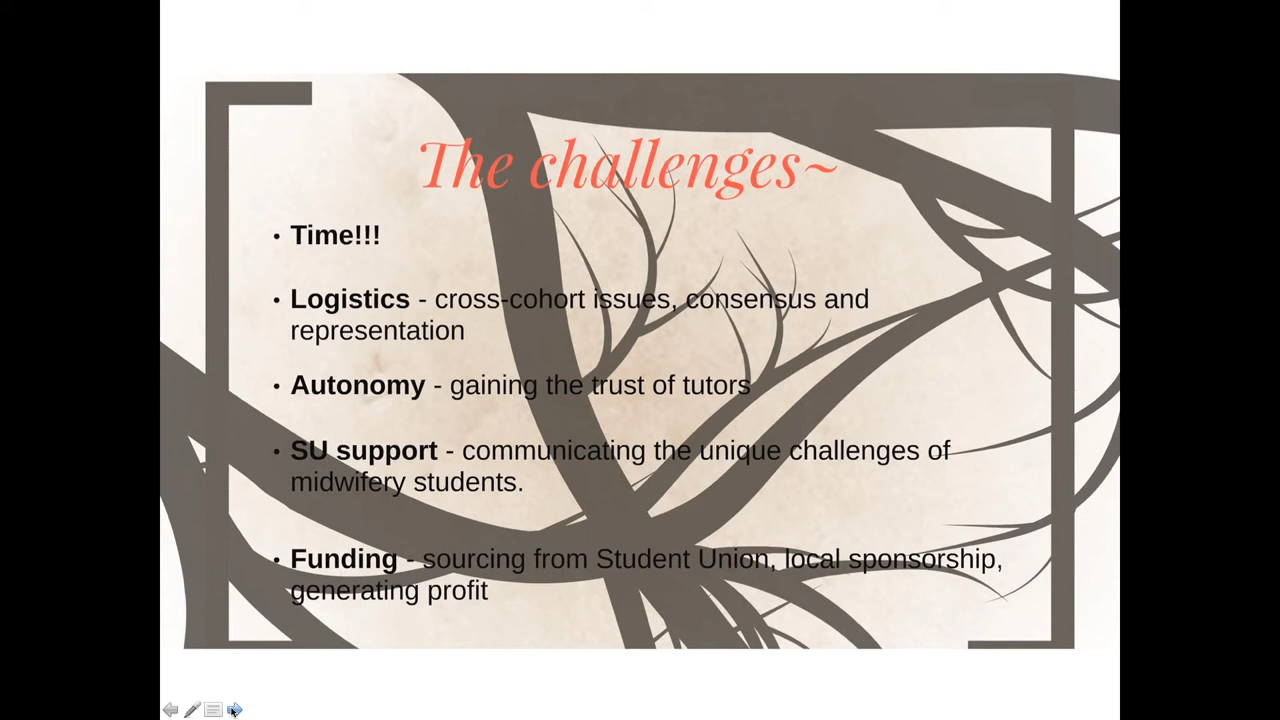 The challenges~
• Time!!!
• Logistics - cross-cohort issues, consensus and
representation
• Autonomy - gaining the trust of tutors
• SU support - communicating the unique challenges of
midwifery students.
• Funding - sourcing from Student Union, local sponsorship,
generating profit